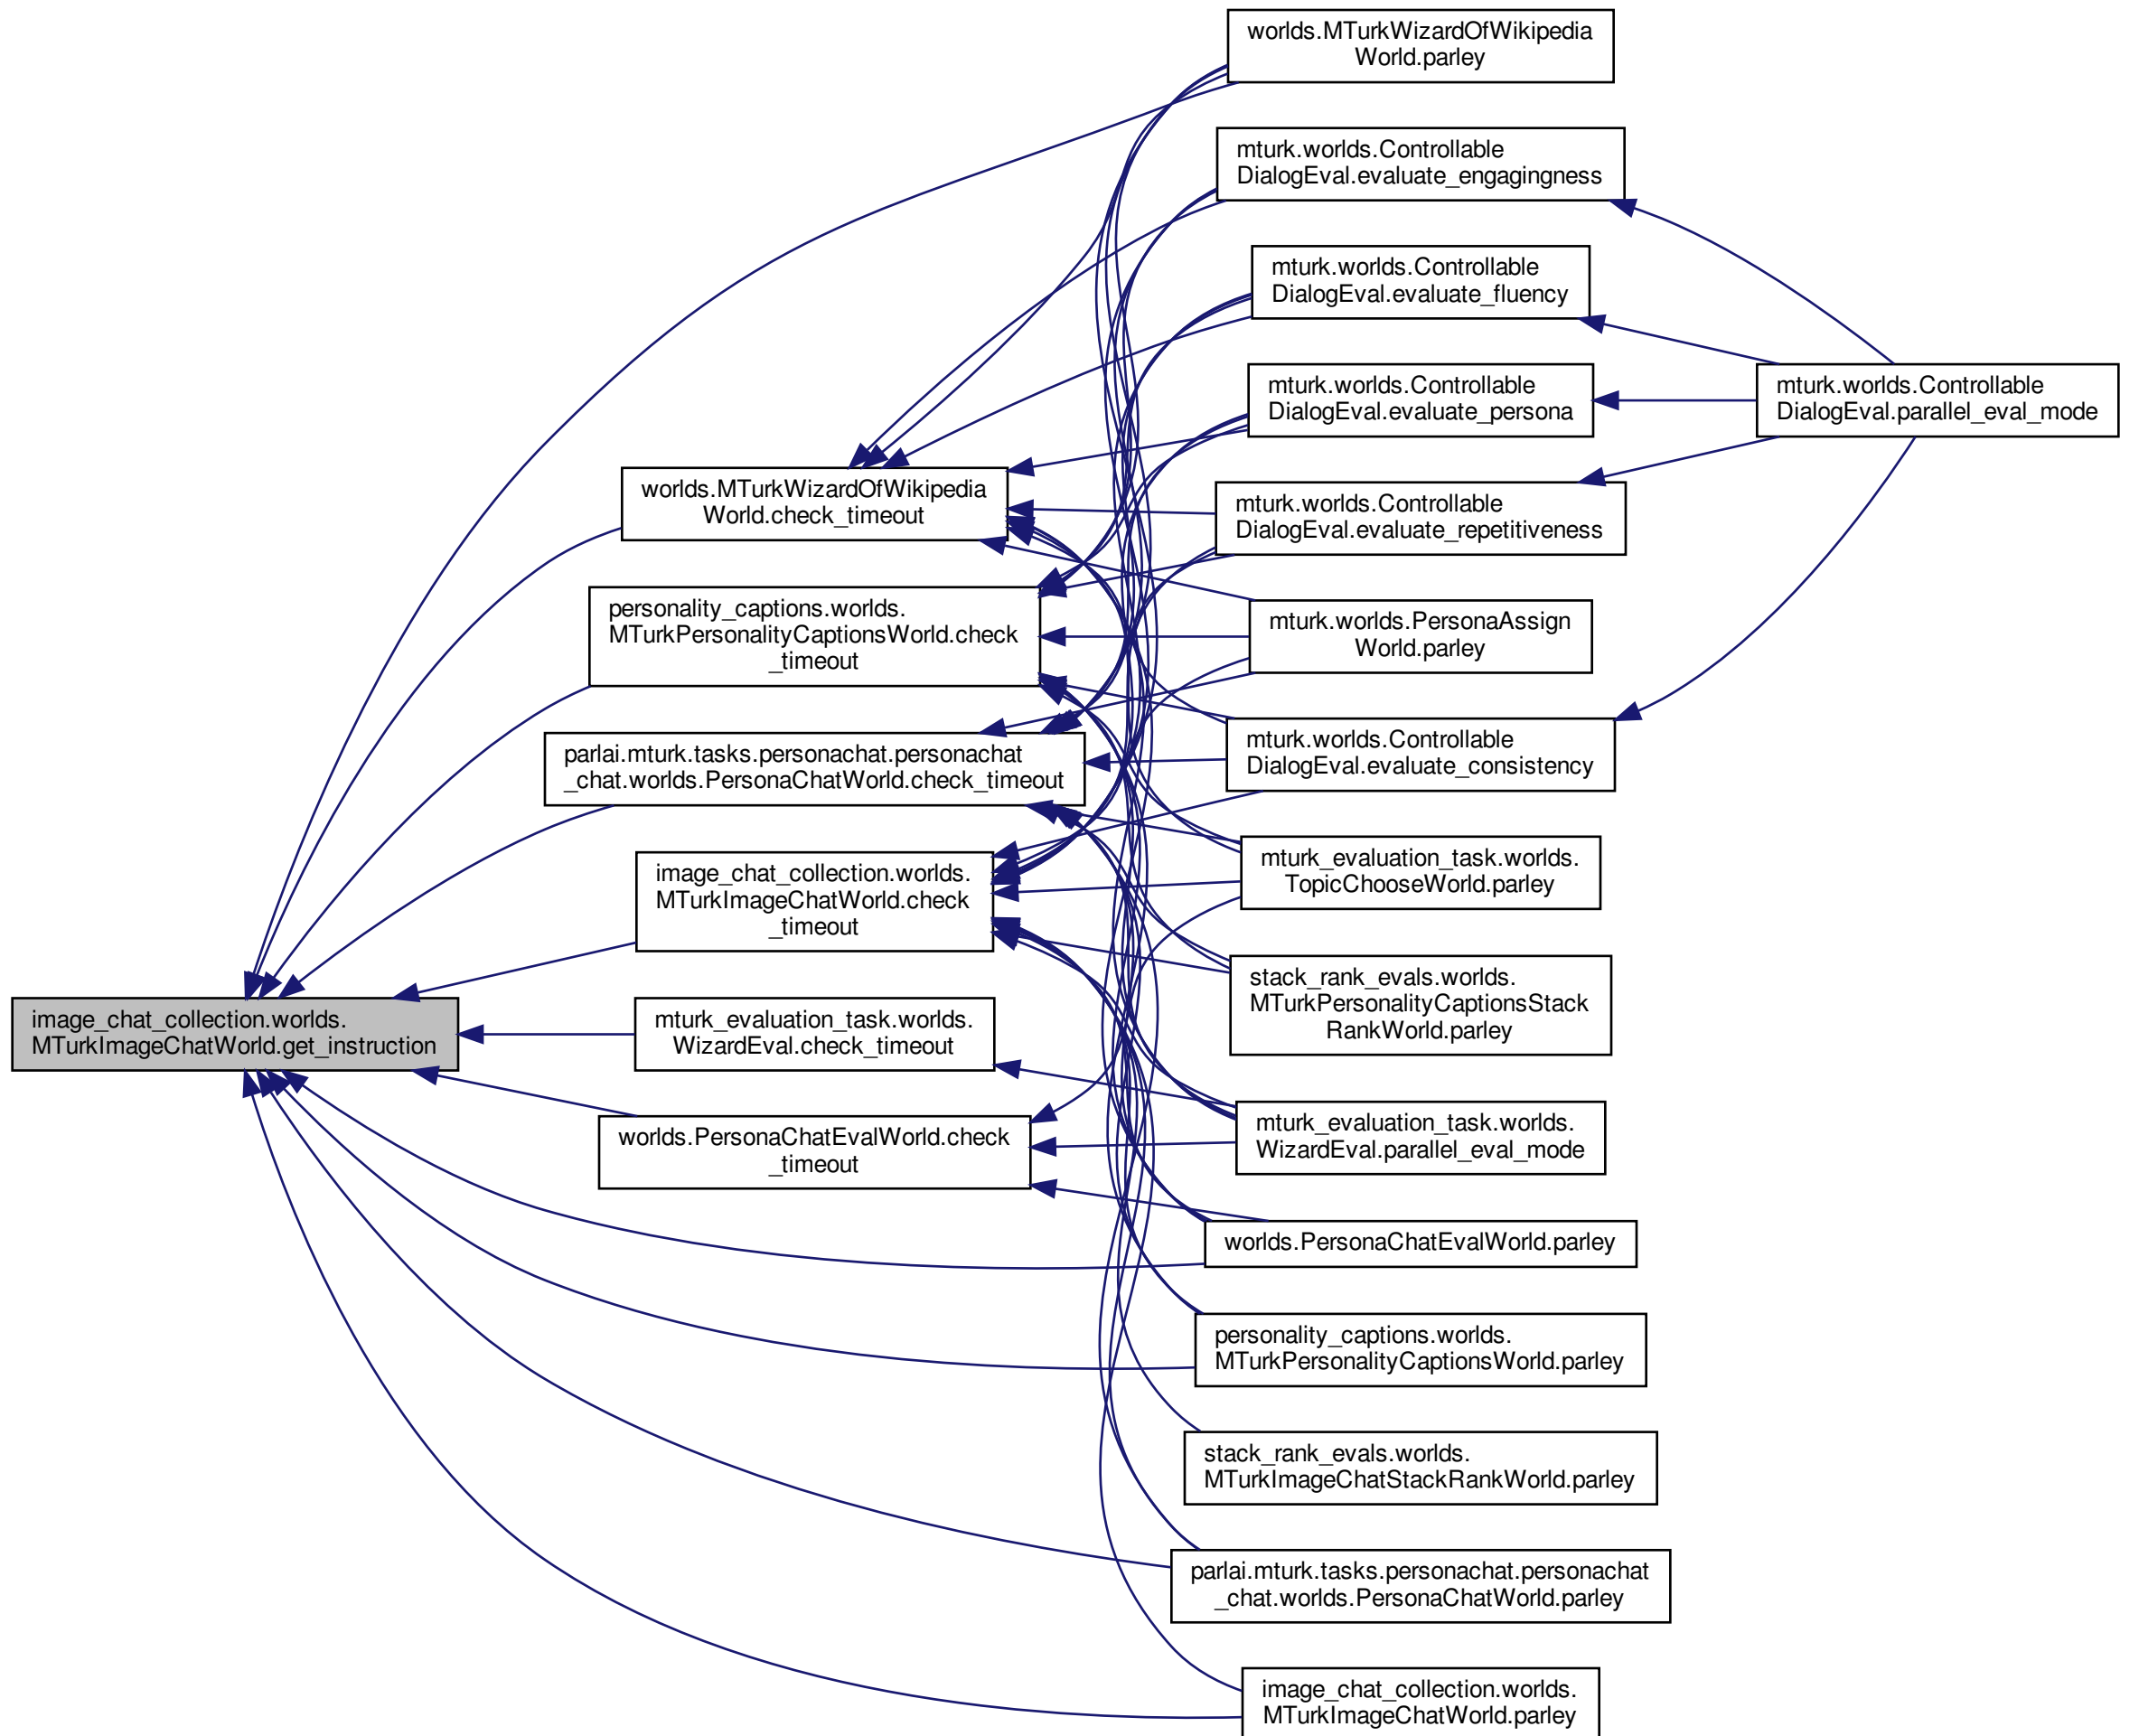 worlds.MTurkWizardOfWikipedia
World.parley
mturk.worlds.Controllable
DialogEval.evaluate_engagingness
mturk.worlds.Controllable
DialogEval.evaluate_fluency
mturk.worlds.Controllable
DialogEval.evaluate_persona
mturk.worlds.Controllable
DialogEval.parallel_eval_mode
worlds.MTurkWizardOfWikipedia
World.check_timeout
mturk.worlds.Controllable
DialogEval.evaluate_repetitiveness
personality_captions.worlds.
MTurkPersonalityCaptionsWorld.check
_timeout
mturk.worlds.PersonaAssign
World.parley
parlai.mturk.tasks.personachat.personachat
_chat.worlds.PersonaChatWorld.check_timeout
mturk.worlds.Controllable
DialogEval.evaluate_consistency
image_chat_collection.worlds.
MTurkImageChatWorld.check
_timeout
mturk_evaluation_task.worlds.
TopicChooseWorld.parley
stack_rank_evals.worlds.
MTurkPersonalityCaptionsStack
RankWorld.parley
image_chat_collection.worlds.
MTurkImageChatWorld.get_instruction
mturk_evaluation_task.worlds.
WizardEval.check_timeout
worlds.PersonaChatEvalWorld.check
_timeout
mturk_evaluation_task.worlds.
WizardEval.parallel_eval_mode
worlds.PersonaChatEvalWorld.parley
personality_captions.worlds.
MTurkPersonalityCaptionsWorld.parley
stack_rank_evals.worlds.
MTurkImageChatStackRankWorld.parley
parlai.mturk.tasks.personachat.personachat
_chat.worlds.PersonaChatWorld.parley
image_chat_collection.worlds.
MTurkImageChatWorld.parley